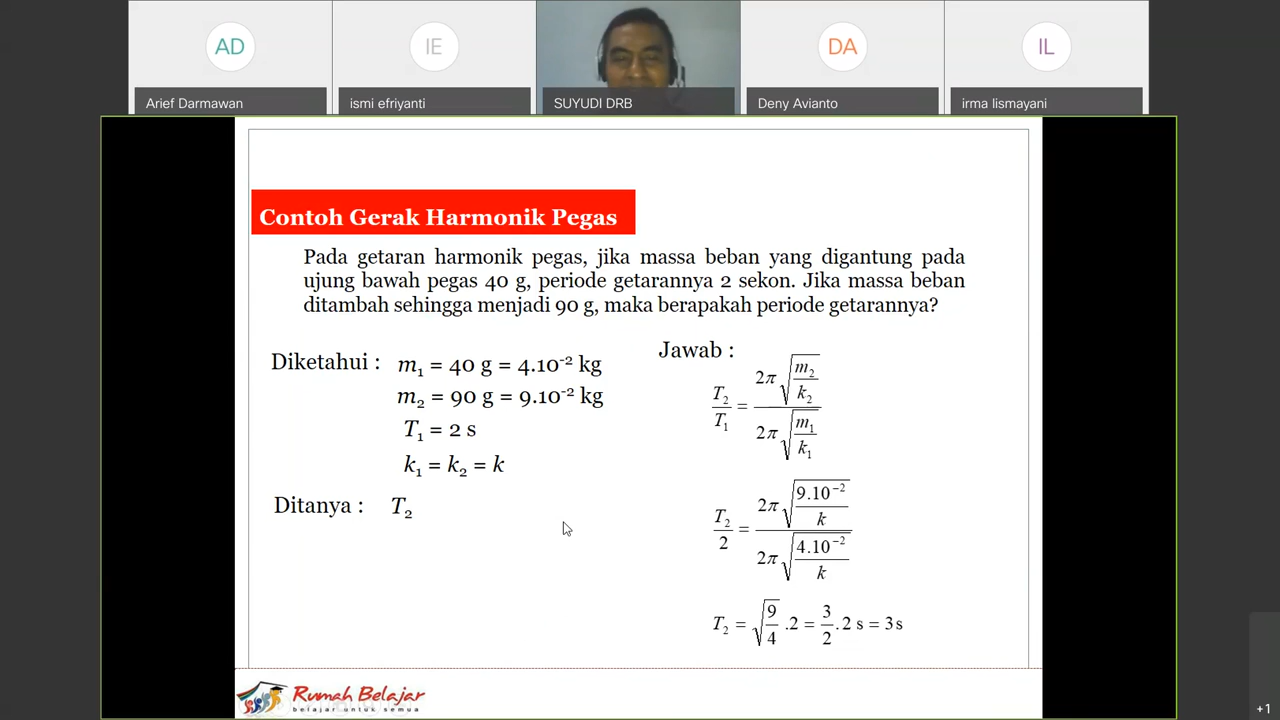 AD
IE
DA
IL
Arief Darmawan
ismi efriyanti
SUYUDI DRB
Deny Avianto
irma lismayani
Contoh Gerak Harmonik Pegas
Pada getaran harmonik pegas, jika massa beban yang digantung pada
ujung bawah pegas 40 g, periode getarannya 2 sekon. Jika massa beban
ditambah sehingga menjadi 90 g, maka berapakah periode getarannya?
Diketahui : m₁ = 40 g = 4.10⁻² kg
m₂ = 90 g = 9.10⁻² kg
T₁ = 2 s
k₁ = k₂ = k
Ditanya : T₂
Jawab :
T₂/T₁ = (2π√(m₂/k₂))/(2π√(m₁/k₁))
T₂/2 = (2π√(9.10⁻²/k))/(2π√(4.10⁻²/k))
T₂ = √(9/4) .2 = 3/2 . 2 s = 3 s
Rumah Belajar
belajar untuk semua
+1